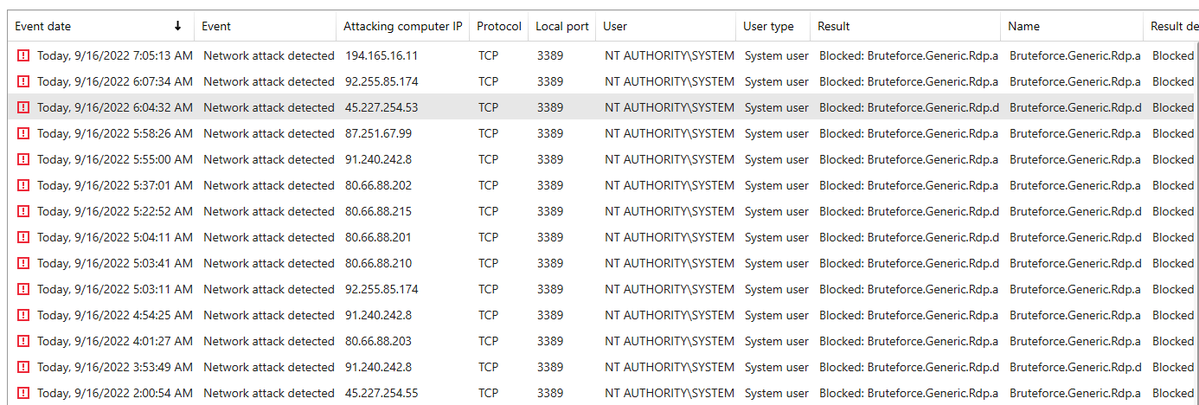 Event date Event Attacking computer IP Protocol Local port User User type Result Name Result de
Today, 9/16/2022 7:05:13 AM Network attack detected 194.165.16.11 TCP 3389 NT AUTHORITY\SYSTEM System user Blocked: Bruteforce.Generic.Rdp.a Bruteforce.Generic.Rdp.a Blocked
Today, 9/16/2022 6:07:34 AM Network attack detected 92.255.85.174 TCP 3389 NT AUTHORITY\SYSTEM System user Blocked: Bruteforce.Generic.Rdp.a Bruteforce.Generic.Rdp.a Blocked
Today, 9/16/2022 6:04:32 AM Network attack detected 45.227.254.53 TCP 3389 NT AUTHORITY\SYSTEM System user Blocked: Bruteforce.Generic.Rdp.d Bruteforce.Generic.Rdp.d Blocked
Today, 9/16/2022 5:58:26 AM Network attack detected 87.251.67.99 TCP 3389 NT AUTHORITY\SYSTEM System user Blocked: Bruteforce.Generic.Rdp.a Bruteforce.Generic.Rdp.a Blocked
Today, 9/16/2022 5:55:00 AM Network attack detected 91.240.242.8 TCP 3389 NT AUTHORITY\SYSTEM System user Blocked: Bruteforce.Generic.Rdp.a Bruteforce.Generic.Rdp.a Blocked
Today, 9/16/2022 5:37:01 AM Network attack detected 80.66.88.202 TCP 3389 NT AUTHORITY\SYSTEM System user Blocked: Bruteforce.Generic.Rdp.a Bruteforce.Generic.Rdp.a Blocked
Today, 9/16/2022 5:22:52 AM Network attack detected 80.66.88.215 TCP 3389 NT AUTHORITY\SYSTEM System user Blocked: Bruteforce.Generic.Rdp.d Bruteforce.Generic.Rdp.d Blocked
Today, 9/16/2022 5:04:11 AM Network attack detected 80.66.88.201 TCP 3389 NT AUTHORITY\SYSTEM System user Blocked: Bruteforce.Generic.Rdp.d Bruteforce.Generic.Rdp.d Blocked
Today, 9/16/2022 5:03:41 AM Network attack detected 80.66.88.210 TCP 3389 NT AUTHORITY\SYSTEM System user Blocked: Bruteforce.Generic.Rdp.d Bruteforce.Generic.Rdp.d Blocked
Today, 9/16/2022 5:03:11 AM Network attack detected 92.255.85.174 TCP 3389 NT AUTHORITY\SYSTEM System user Blocked: Bruteforce.Generic.Rdp.a Bruteforce.Generic.Rdp.a Blocked
Today, 9/16/2022 4:54:25 AM Network attack detected 91.240.242.8 TCP 3389 NT AUTHORITY\SYSTEM System user Blocked: Bruteforce.Generic.Rdp.a Bruteforce.Generic.Rdp.a Blocked
Today, 9/16/2022 4:01:27 AM Network attack detected 80.66.88.203 TCP 3389 NT AUTHORITY\SYSTEM System user Blocked: Bruteforce.Generic.Rdp.a Bruteforce.Generic.Rdp.a Blocked
Today, 9/16/2022 3:53:49 AM Network attack detected 91.240.242.8 TCP 3389 NT AUTHORITY\SYSTEM System user Blocked: Bruteforce.Generic.Rdp.a Bruteforce.Generic.Rdp.a Blocked
Today, 9/16/2022 2:00:54 AM Network attack detected 45.227.254.55 TCP 3389 NT AUTHORITY\SYSTEM System user Blocked: Bruteforce.Generic.Rdp.a Bruteforce.Generic.Rdp.a Blocked